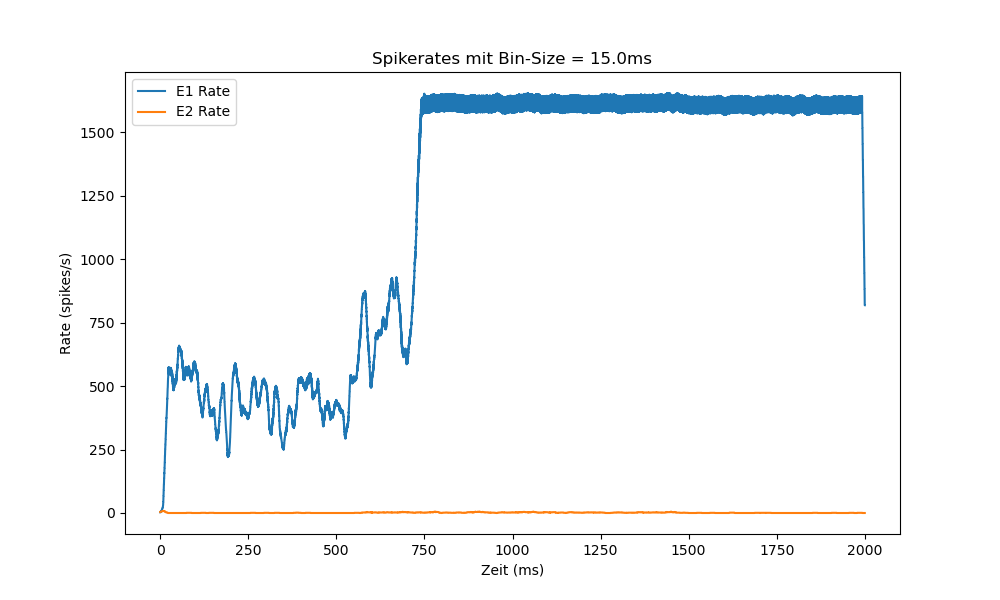 Spikerates mit Bin-Size = 15.0ms
E1 Rate
E2 Rate
1500
1250
1000
750
500
250
0
Rate (spikes/s)
0 250 500 750 1000 1250 1500 1750 2000
Zeit (ms)